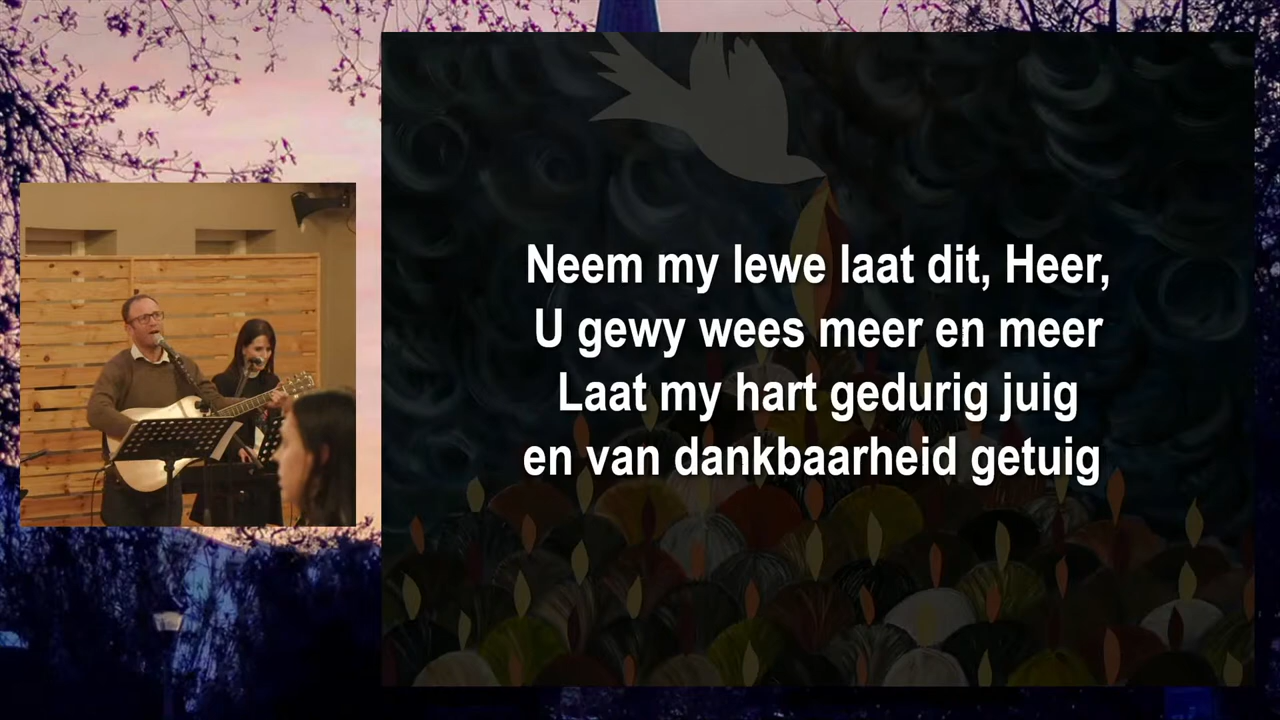 Neem my lewe laat dit, Heer,
U gewy wees meer en meer
Laat my hart gedurig juig
en van dankbaarheid getuig